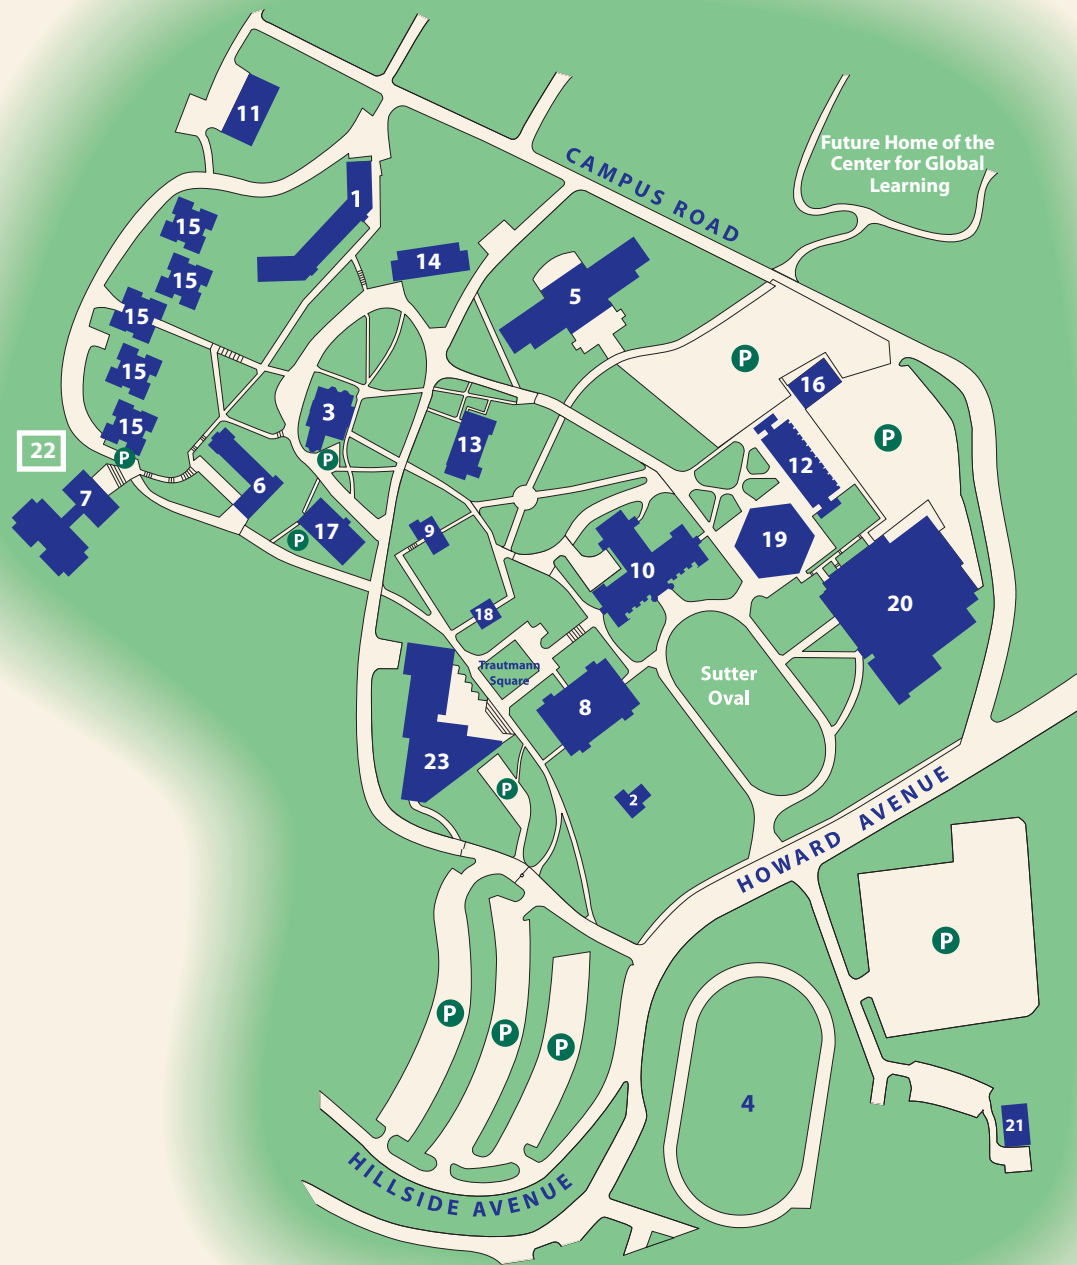 11
CAMPUS ROAD
Future Home of the
Center for Global
Learning
1
15
14
15
5
15
P
15
16
3
15
P
13
22
P
P
12
6
7
9
17
P
19
10
20
18
Trautmann
Square
Sutter
Oval
8
23
P
2
HOWARD AVENUE
P
P
P
P
4
21
HILLSIDE AVENUE